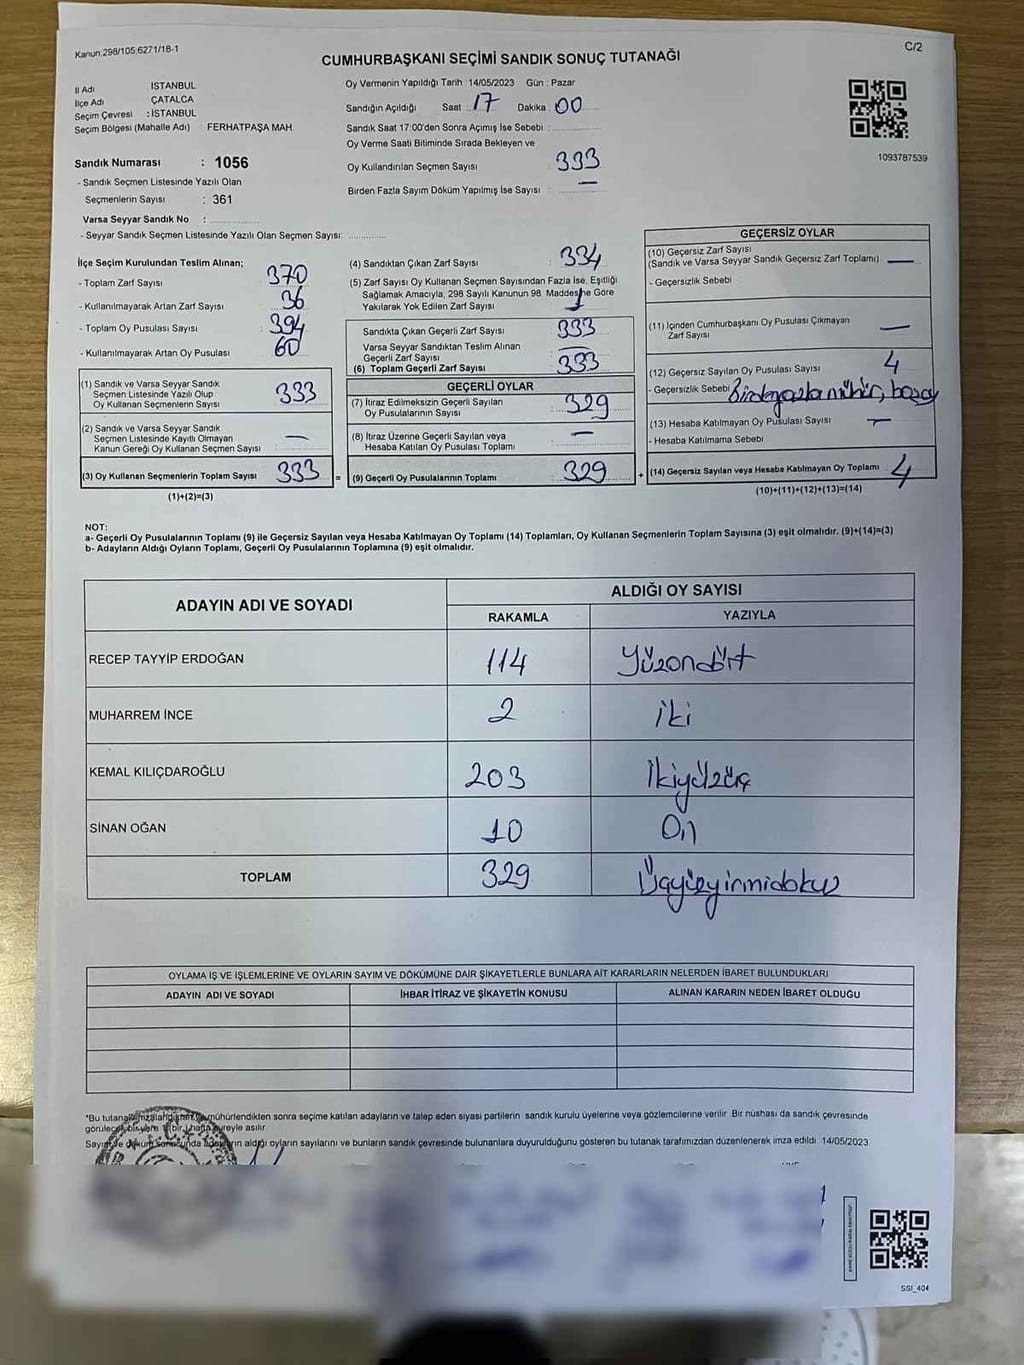 Kanun:298/105;6271/18-1
C/2
CUMHURBAŞKANI SEÇİMİ SANDIK SONUÇ TUTANAĞI
İl Adı : İSTANBUL
İlçe Adı ÇATALCA
Seçim Çevresi : İSTANBUL
Seçim Bölgesi (Mahalle Adı) FERHATPAŞA MAH
Sandık Numarası : 1056
- Sandık Seçmen Listesinde Yazılı Olan
Seçmenlerin Sayısı : 361
Varsa Seyyar Sandık No :
- Seyyar Sandık Seçmen Listesinde Yazılı Olan Seçmen Sayısı:
Oy Vermenin Yapıldığı Tarih : 14/05/2023 Gün : Pazar
Sandığın Açıldığı Saat : 17 Dakika : 00
Sandık Saat 17:00'den Sonra Açımış İse Sebebi :
Oy Verme Saati Bitiminde Sırada Bekleyen ve
Oy Kullandırılan Seçmen Sayısı 333
Birden Fazla Sayım Döküm Yapılmış İse Sayısı : —
1093787539
İlçe Seçim Kurulundan Teslim Alınan;
- Toplam Zarf Sayısı 370
- Kullanılmayarak Artan Zarf Sayısı : 36
- Toplam Oy Pusulası Sayısı : 394
- Kullanılmayarak Artan Oy Pusulası : 60
(1) Sandık ve Varsa Seyyar Sandık
Seçmen Listesinde Yazılı Olup
Oy Kullanan Seçmenlerin Sayısı 333
(2) Sandık ve Varsa Seyyar Sandık
Seçmen Listesinde Kayıtlı Olmayan
Kanun Gereği Oy Kullanan Seçmen Sayısı —
(3) Oy Kullanan Seçmenlerin Toplam Sayısı 333
(1)+(2)=(3)
(4) Sandıktan Çıkan Zarf Sayısı : 334
(5) Zarf Sayısı Oy Kullanan Seçmen Sayısından Fazla İse, Eşitliği
Sağlamak Amacıyla; 298 Sayılı Kanunun 98. Maddesine Göre
Yakılarak Yok Edilen Zarf Sayısı : 1
Sandıkta Çıkan Geçerli Zarf Sayısı : 333
Varsa Seyyar Sandıktan Teslim Alınan
Geçerli Zarf Sayısı : —
(6) Toplam Geçerli Zarf Sayısı : 333
GEÇERLİ OYLAR
(7) İtiraz Edilmeksizin Geçerli Sayılan
Oy Pusulalarının Sayısı : 329
(8) İtiraz Üzerine Geçerli Sayılan veya
Hesaba Katılan Oy Pusulası Toplamı : —
= (9) Geçerli Oy Pusulalarının Toplamı 329
GEÇERSİZ OYLAR
(10) Geçersiz Zarf Sayısı
(Sandık ve Varsa Seyyar Sandık Geçersiz Zarf Toplamı) : —
- Geçersizlik Sebebi
(11) İçinden Cumhurbaşkanı Oy Pusulası Çıkmayan
Zarf Sayısı : —
(12) Geçersiz Sayılan Oy Pusulası Sayısı : 4
- Geçersizlik Sebebi
(13) Hesaba Katılmayan Oy Pusulası Sayısı : —
- Hesaba Katılmama Sebebi
+ (14) Geçersiz Sayılan veya Hesaba Katılmayan Oy Toplamı : 4
(10)+(11)+(12)+(13)=(14)
NOT:
a- Geçerli Oy Pusulalarının Toplamı (9) ile Geçersiz Sayılan veya Hesaba Katılmayan Oy Toplamı (14) Toplamları, Oy Kullanan Seçmenlerin Toplam Sayısına (3) eşit olmalıdır. (9)+(14)=(3)
b- Adayların Aldığı Oyların Toplamı, Geçerli Oy Pusulalarının Toplamına (9) eşit olmalıdır.
ADAYIN ADI VE SOYADI
ALDIĞI OY SAYISI
RAKAMLA YAZIYLA
RECEP TAYYİP ERDOĞAN 114 Yüzondört
MUHARREM İNCE 2 iki
KEMAL KILIÇDAROĞLU 203 İkiyüzüç
SİNAN OĞAN 10 On
TOPLAM 329 Üçyüzyirmidokuz
OYLAMA İŞ VE İŞLEMLERİNE VE OYLARIN SAYIM VE DÖKÜMÜNE DAİR ŞİKAYETLERLE BUNLARA AİT KARARLARIN NELERDEN İBARET BULUNDUKLARI
ADAYIN ADI VE SOYADI İHBAR İTİRAZ VE ŞİKAYETİN KONUSU ALINAN KARARIN NEDEN İBARET OLDUĞU
*Bu tutanak imzalandıktan ve mühürlendikten sonra seçime katılan adayların ve talep eden siyasi partilerin sandık kurulu üyelerine veya gözlemcilerine verilir. Bir nüshası da sandık çevresinde
görülecek bir yere 1(bir) hafta süreyle asılır.
Sayım ve döküm sonucunda adayların aldığı oyların sayılarını ve bunların sandık çevresinde bulunanlara duyurulduğunu gösteren bu tutanak tarafımızdan düzenlenerek imza edildi. 14/05/2023
SSİ_404